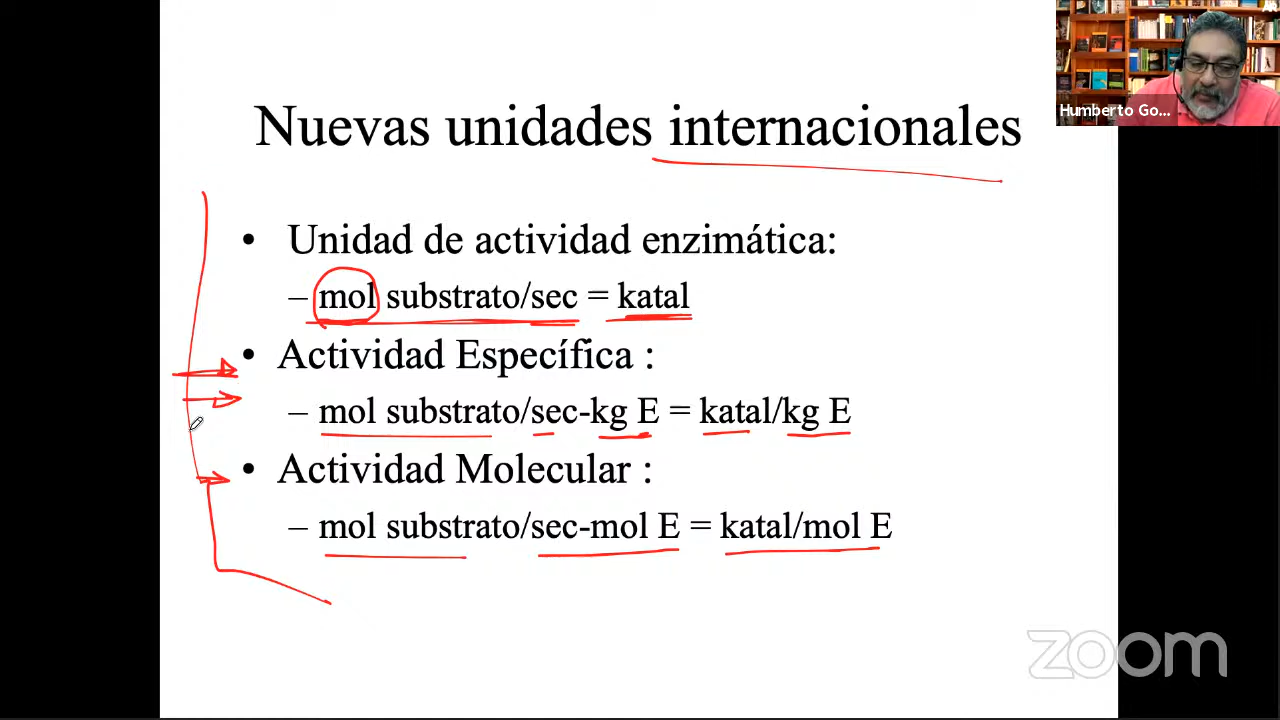 Humberto Go...
Nuevas unidades internacionales
• Unidad de actividad enzimática:
– mol substrato/sec = katal
• Actividad Específica :
– mol substrato/sec-kg E = katal/kg E
• Actividad Molecular :
– mol substrato/sec-mol E = katal/mol E
zoom